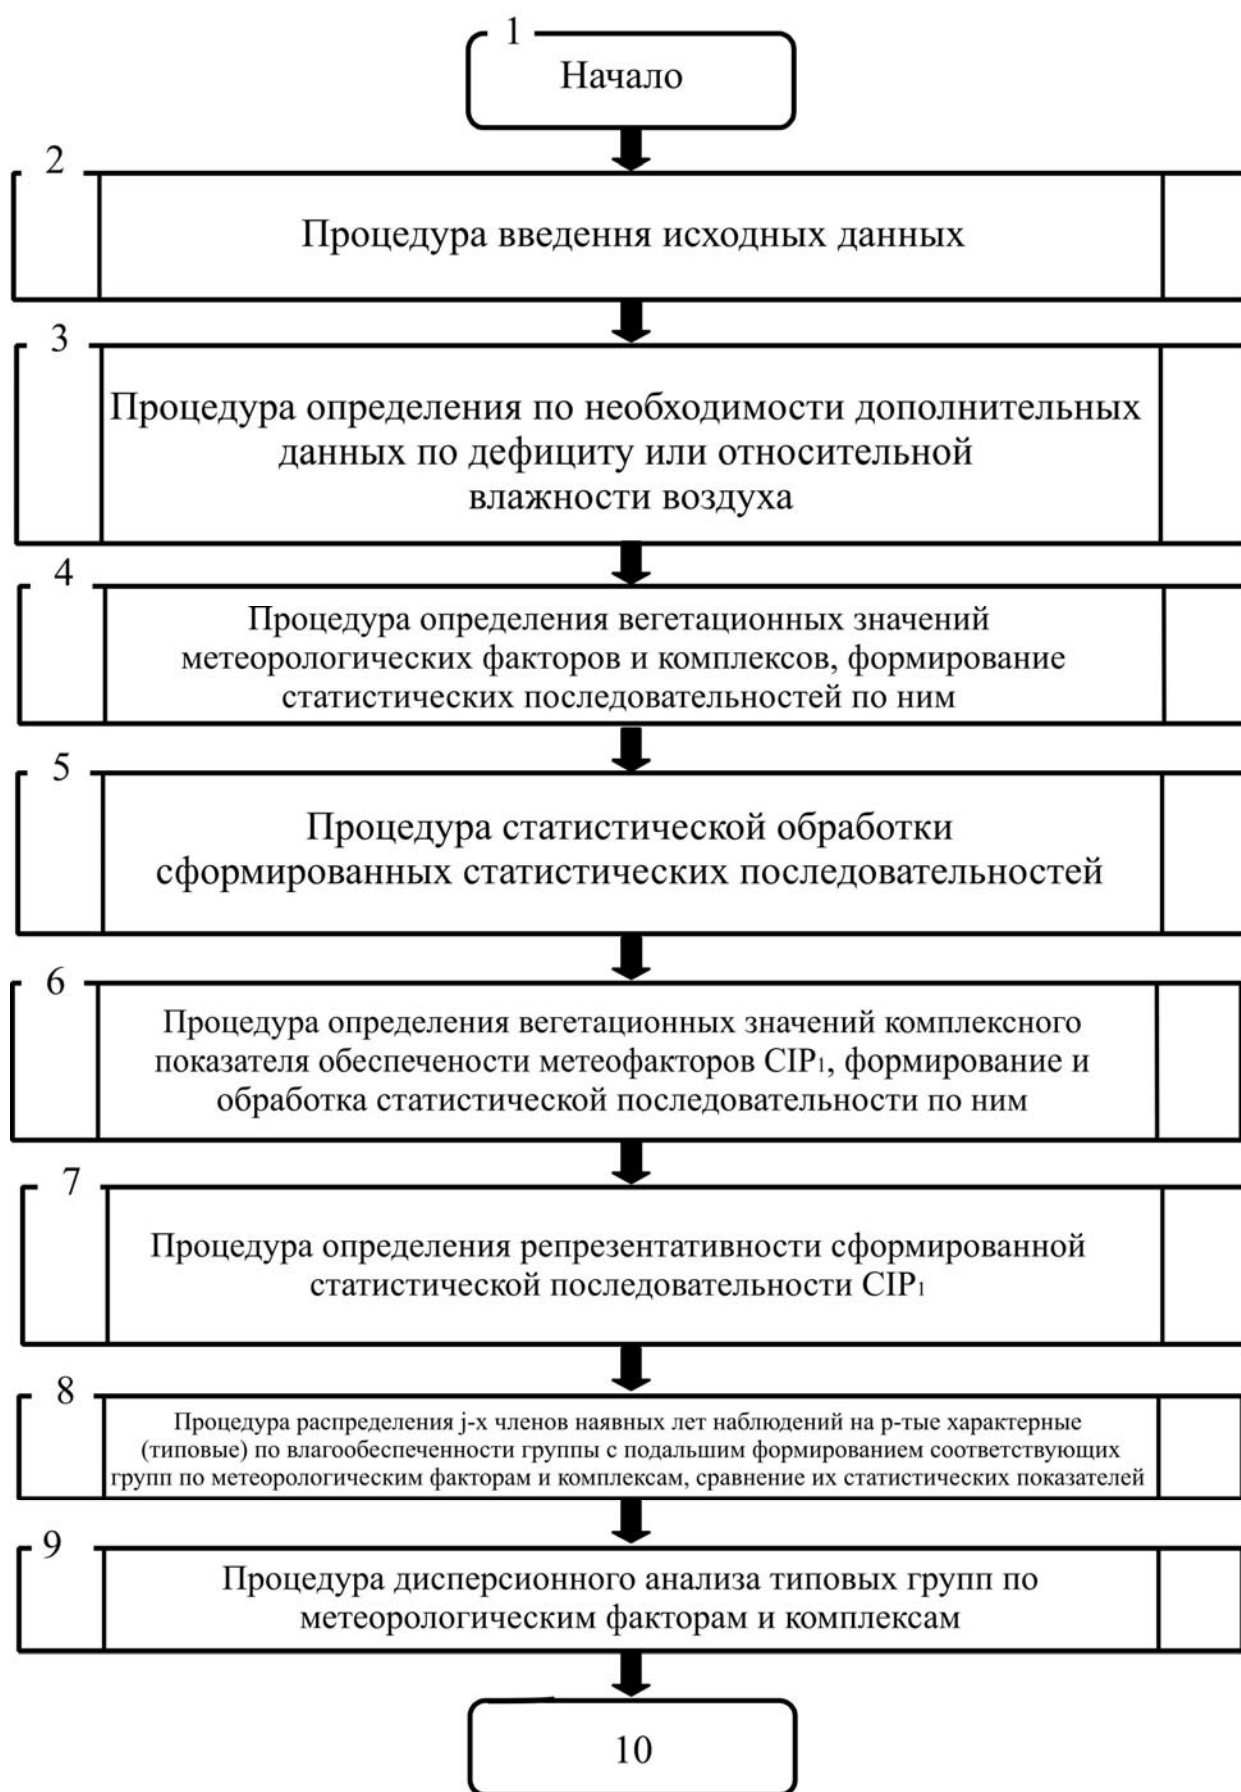 1
Начало
2
Процедура введення исходных данных
3
Процедура определения по необходимости дополнительных
данных по дефициту или относительной
влажности воздуха
4
Процедура определения вегетационных значений
метеорологических факторов и комплексов, формирование
статистических последовательностей по ним
5
Процедура статистической обработки
сформированных статистических последовательностей
6
Процедура определения вегетационных значений комплексного
показателя обеспечености метеофакторов CIP₁, формирование и
обработка статистической последовательности по ним
7
Процедура определения репрезентативности сформированной
статистической последовательности CIP₁
8
Процедура распределения j-х членов наявных лет наблюдений на р-тые характерные
(типовые) по влагообеспеченности группы с подальшим формированием соответствующих
групп по метеорологическим факторам и комплексам, сравнение их статистических показателей
9
Процедура дисперсионного анализа типовых групп по
метеорологическим факторам и комплексам
10